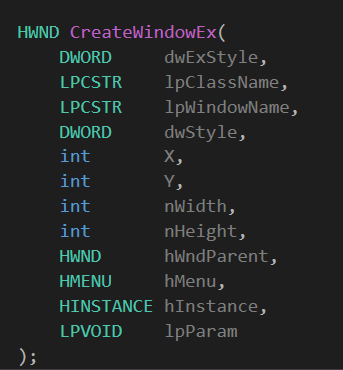 HWND CreateWindowEx(
    DWORD     dwExStyle,
    LPCSTR    lpClassName,
    LPCSTR    lpWindowName,
    DWORD     dwStyle,
    int       X,
    int       Y,
    int       nWidth,
    int       nHeight,
    HWND      hWndParent,
    HMENU     hMenu,
    HINSTANCE hInstance,
    LPVOID    lpParam
);